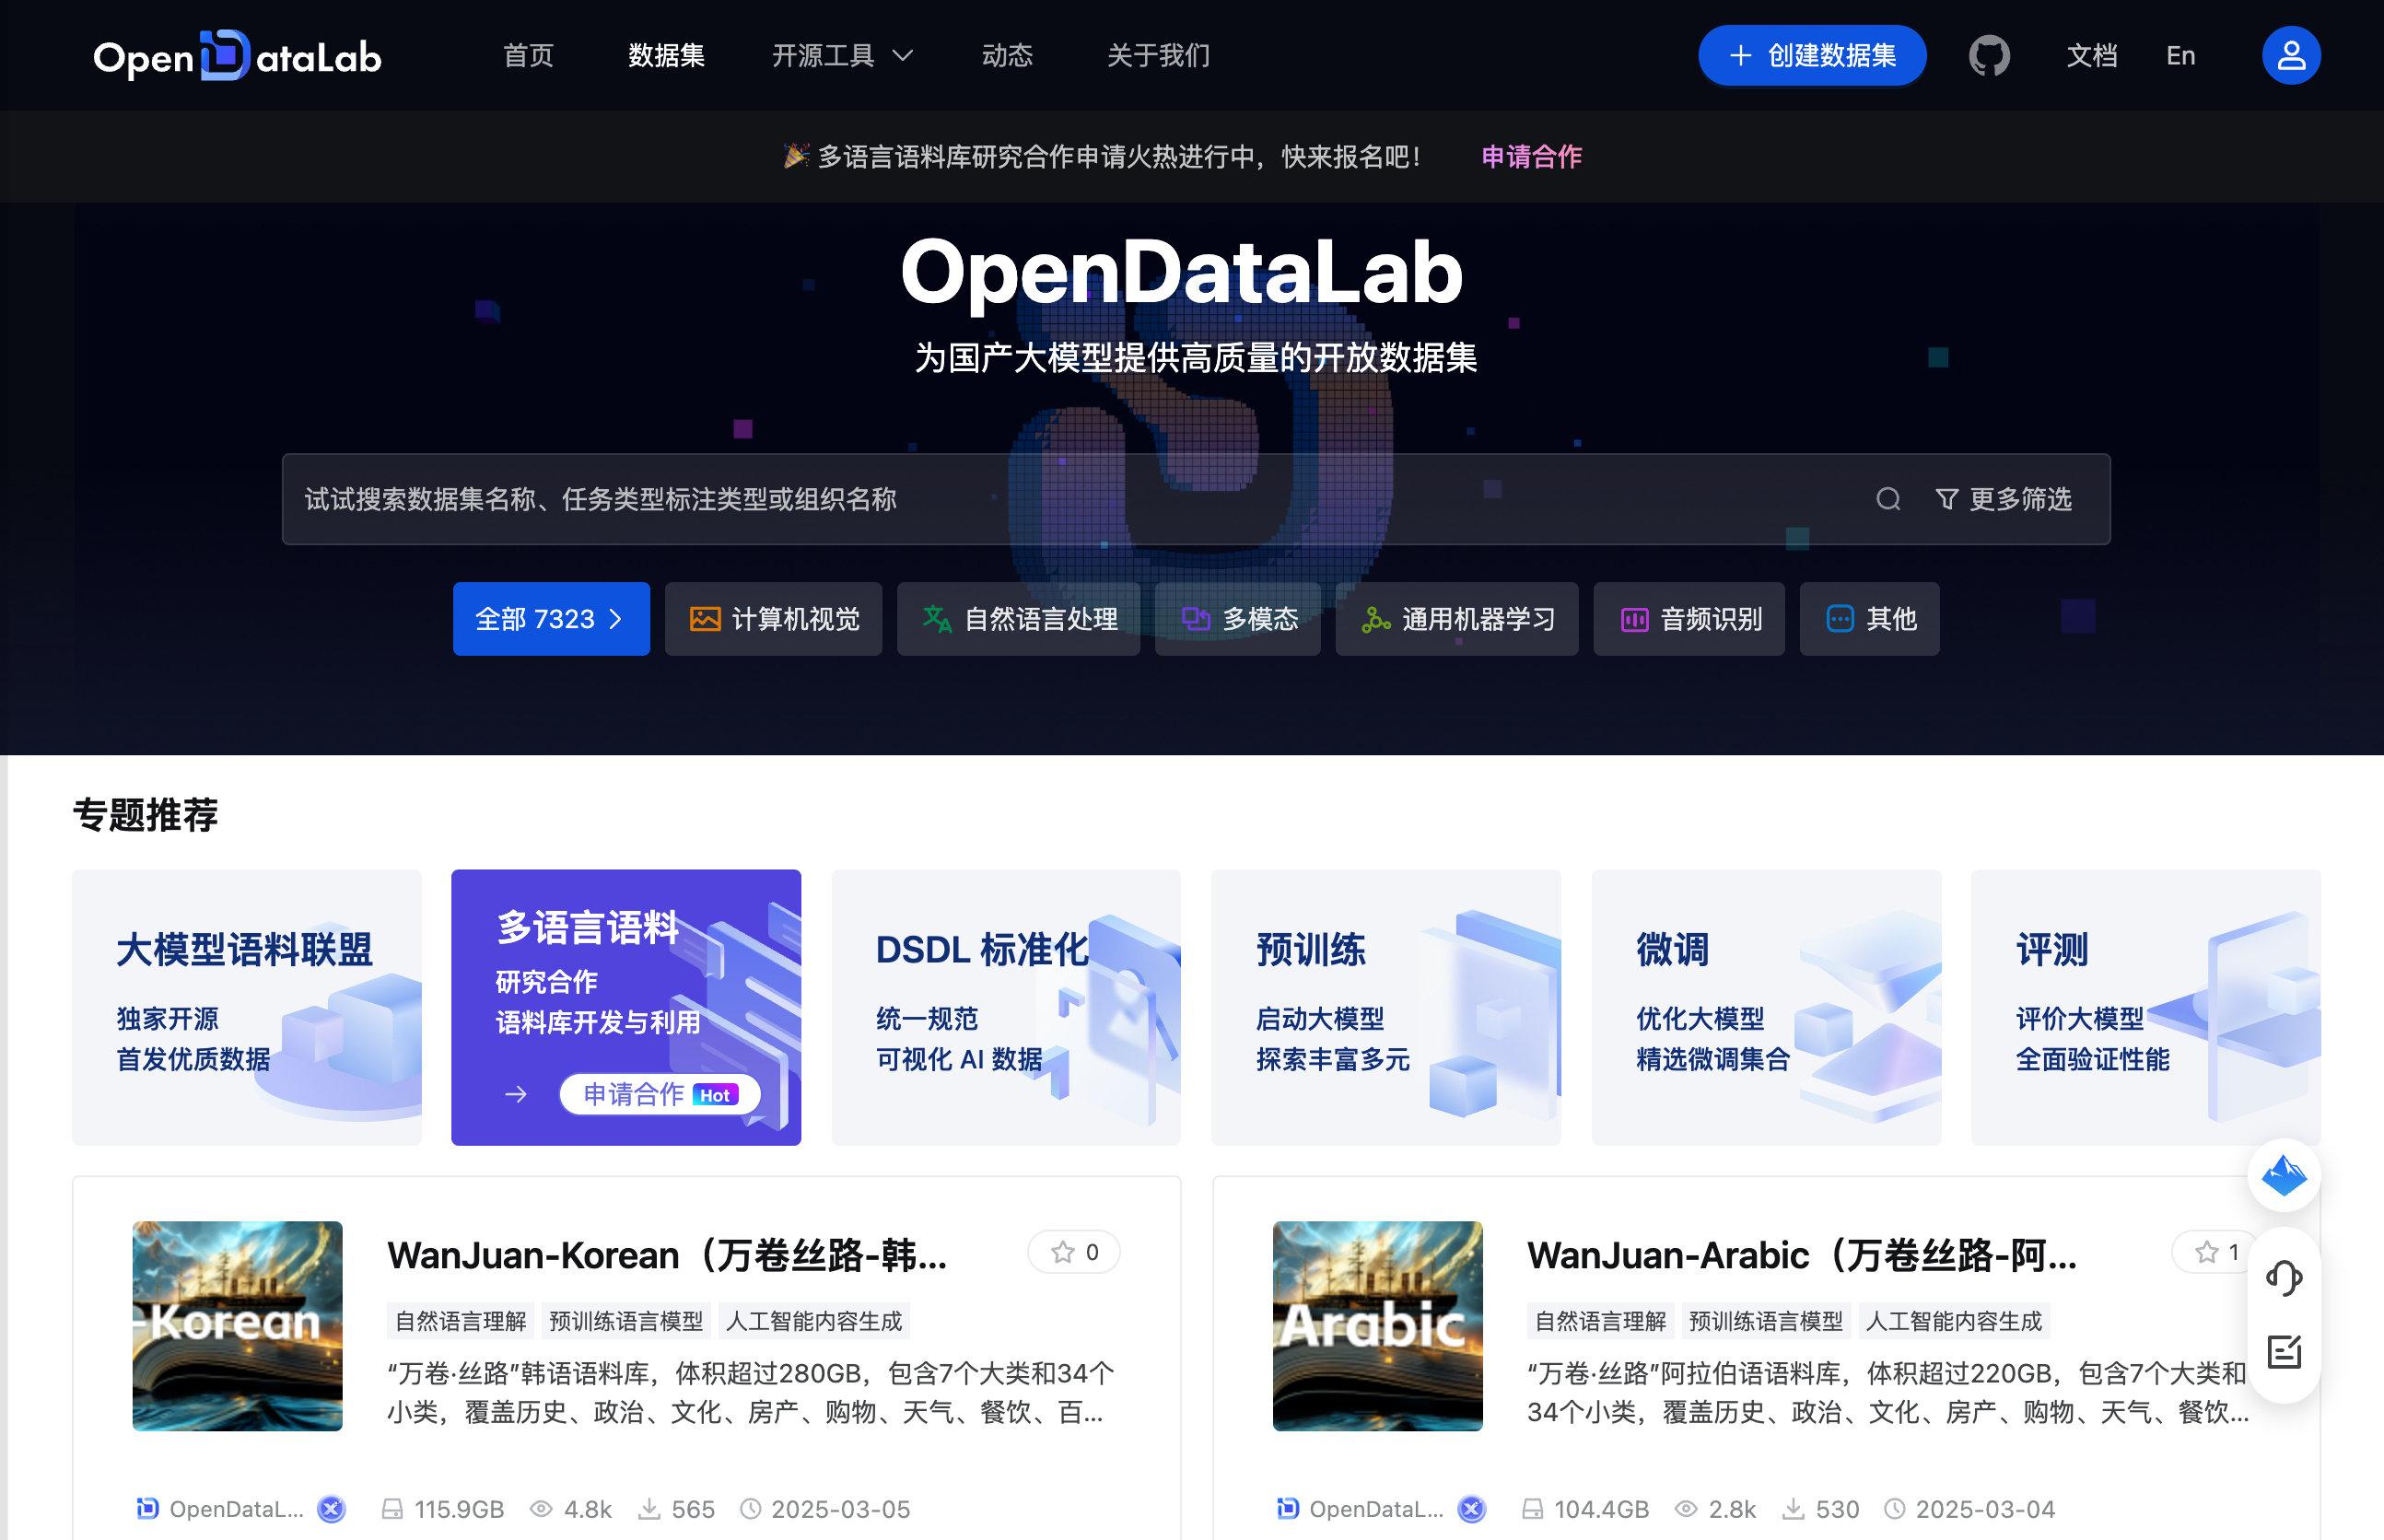 OpenDataLab
首页
数据集
开源工具
动态
关于我们
创建数据集
文档
En
🎉 多语言语料库研究合作申请火热进行中，快来报名吧！
申请合作
OpenDataLab
为国产大模型提供高质量的开放数据集
试试搜索数据集名称、任务类型标注类型或组织名称
更多筛选
全部 7323
计算机视觉
自然语言处理
多模态
通用机器学习
音频识别
其他
专题推荐
大模型语料联盟
独家开源
首发优质数据
多语言语料
研究合作
语料库开发与利用
申请合作 Hot
DSDL 标准化
统一规范
可视化 AI 数据
预训练
启动大模型
探索丰富多元
微调
优化大模型
精选微调集合
评测
评价大模型
全面验证性能
-Korean
WanJuan-Korean（万卷丝路-韩...
0
自然语言理解 预训练语言模型 人工智能内容生成
“万卷·丝路”韩语语料库，体积超过280GB，包含7个大类和34个
小类，覆盖历史、政治、文化、房产、购物、天气、餐饮、百...
OpenDataL... 115.9GB 4.8k 565 2025-03-05
Arabic
WanJuan-Arabic（万卷丝路-阿...
1
自然语言理解 预训练语言模型 人工智能内容生成
“万卷·丝路”阿拉伯语语料库，体积超过220GB，包含7个大类和
34个小类，覆盖历史、政治、文化、房产、购物、天气、餐饮...
OpenDataL... 104.4GB 2.8k 530 2025-03-04